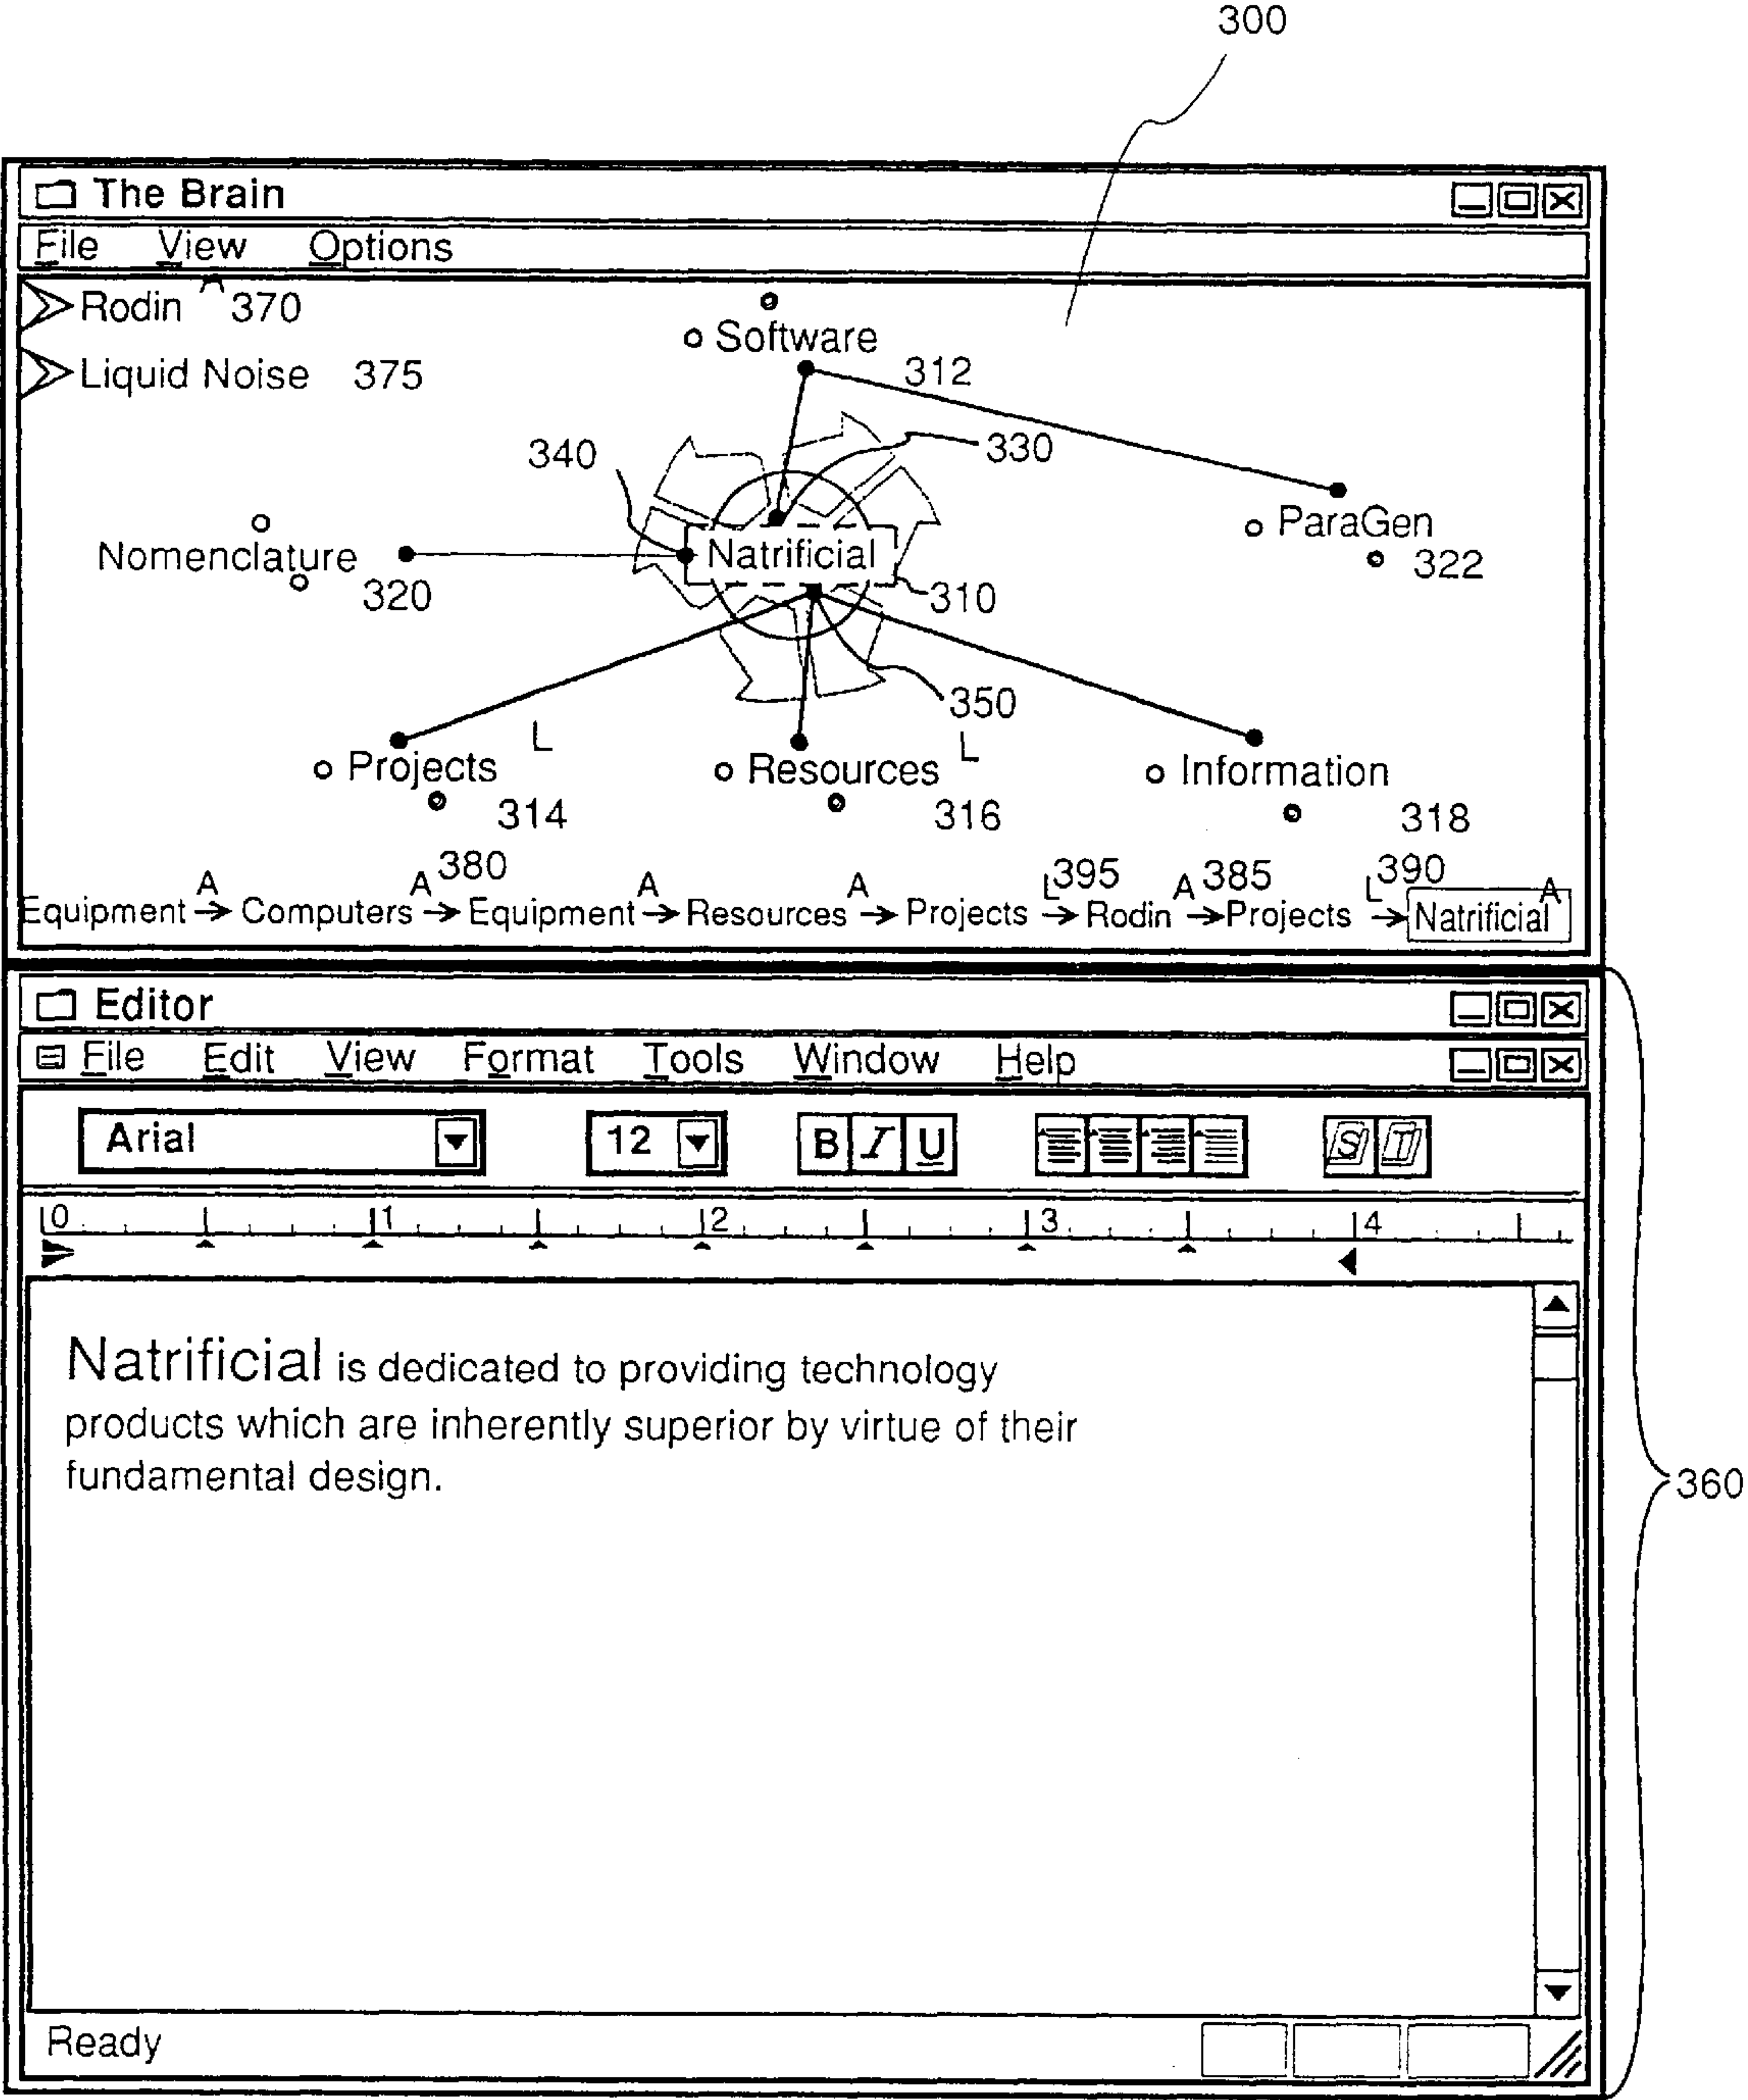 300
The Brain
File View Options
Rodin 370
Software
Liquid Noise 375
312
340
330
ParaGen
322
Nomenclature
320
Natrificial
310
350
L
L
Projects
314
Resources
316
Information
318
A A 380 A A L 395 A 385 L 390 A
Equipment → Computers → Equipment → Resources → Projects → Rodin → Projects → Natrificial
Editor
File Edit View Format Tools Window Help
Arial 12 B I U S T
0 1 2 3 4
Natrificial is dedicated to providing technology
products which are inherently superior by virtue of their
fundamental design.
360
Ready